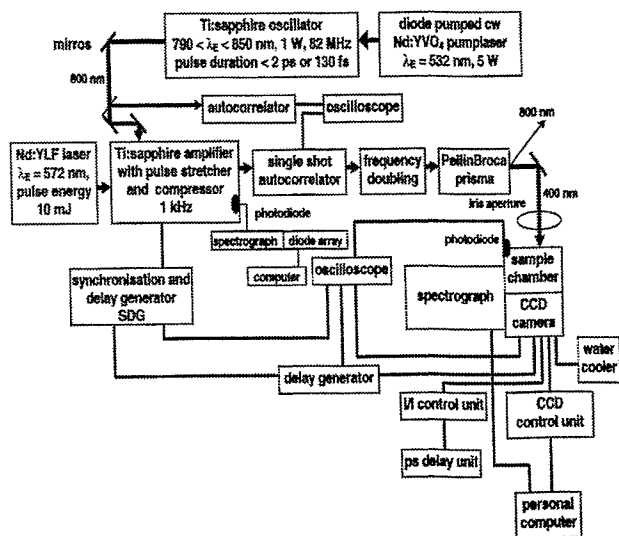 Ti:sapphire oscillator
790 < λE < 850 nm, 1 W, 82 MHz
pulse duration < 2 ps or 130 fs
diode pumped cw
Nd:YVO₄ pumplaser
λE = 532 nm, 5 W
mirros
800 nm
autocorrelator
oscilloscope
Nd:YLF laser
λE = 572 nm,
pulse energy
10 mJ
Ti:sapphire amplifier
with pulse stretcher
and compressor
1 kHz
single shot
autocorrelator
frequency
doubling
PellinBroca
prisma
800 nm
400 nm
iris aperture
photodiode
spectrograph
diode array
computer
photodiode
sample
chamber
oscilloscope
spectrograph
CCD
camera
synchronisation and
delay generator
SDG
water
cooler
delay generator
I/I control unit
CCD
control unit
ps delay unit
personal
computer